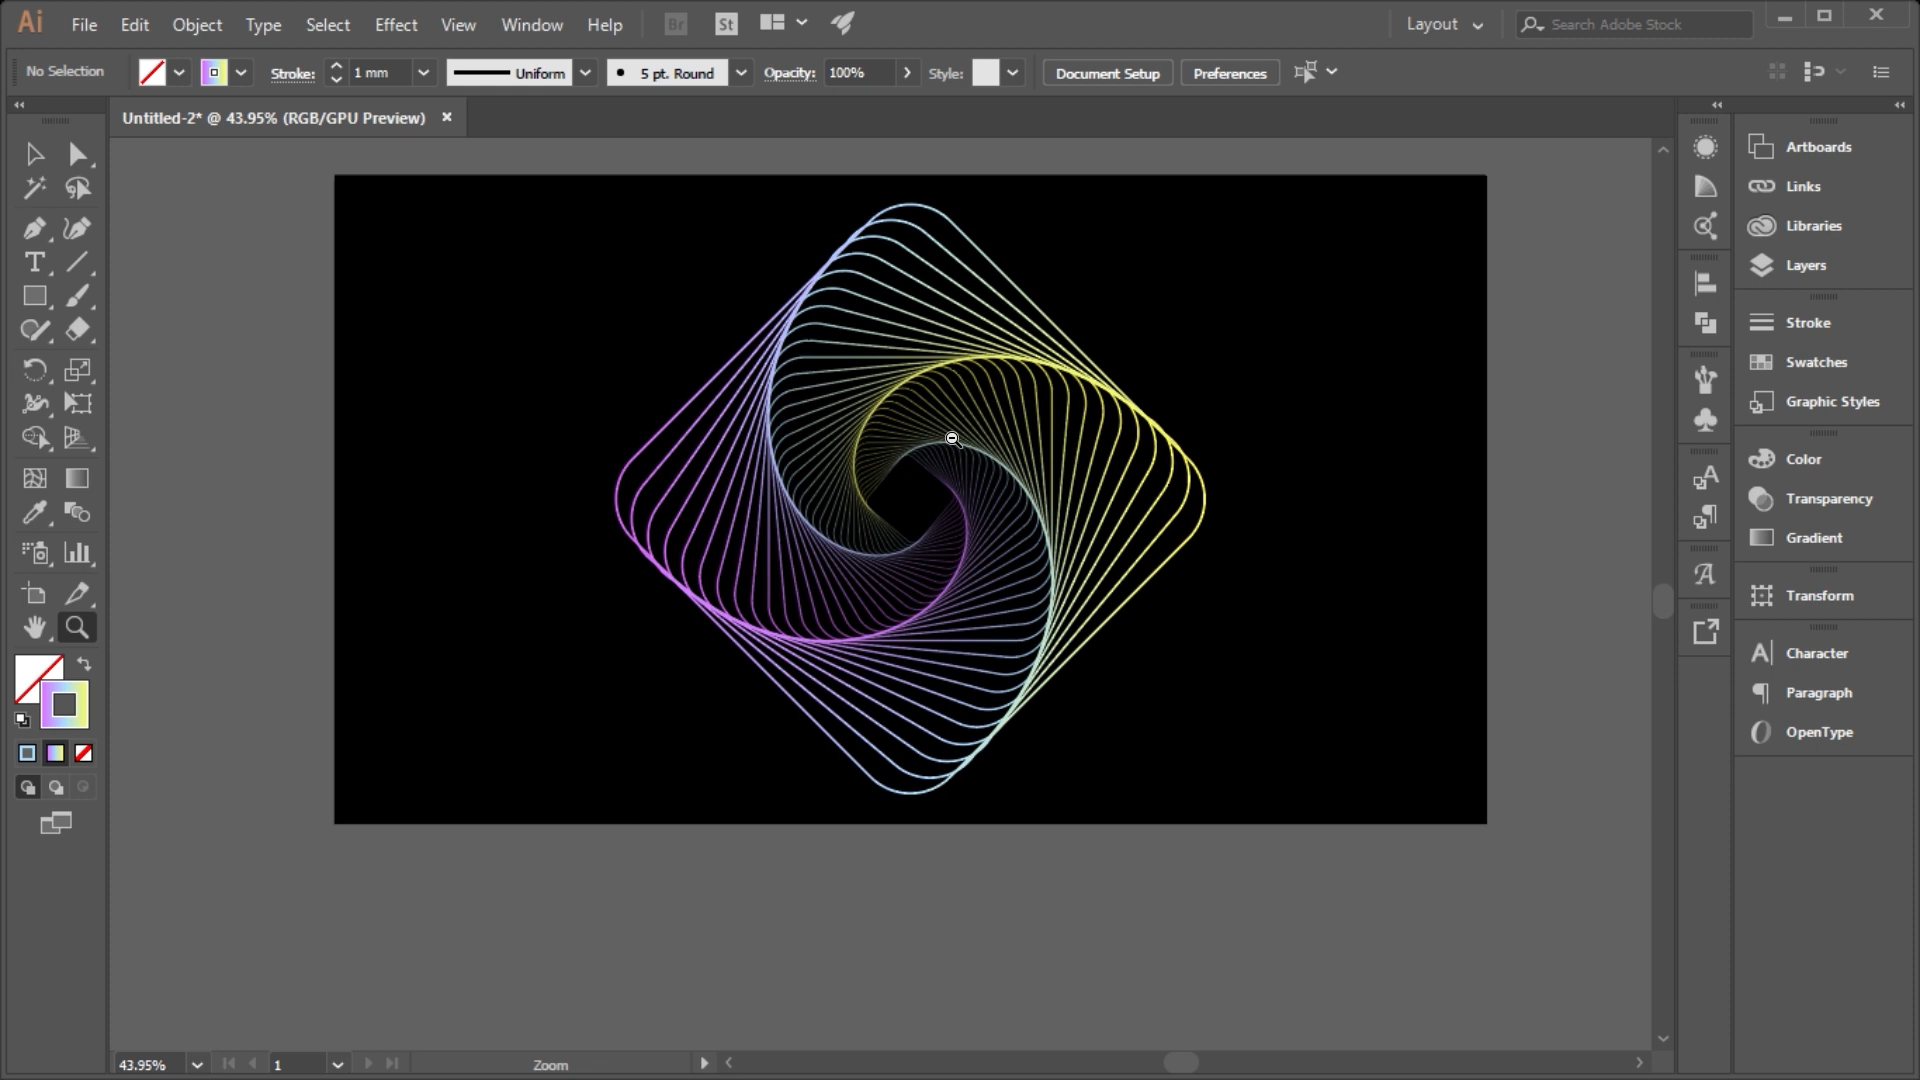 Ai File Edit Object Type Select Effect View Window Help Br St Layout Search Adobe Stock
No Selection Stroke: 1 mm Uniform 5 pt. Round Opacity: 100% Style: Document Setup Preferences
Untitled-2* @ 43.95% (RGB/GPU Preview)
Artboards
Links
Libraries
Layers
Stroke
Swatches
Graphic Styles
Color
Transparency
Gradient
Transform
Character
Paragraph
OpenType
43.95% 1 Zoom